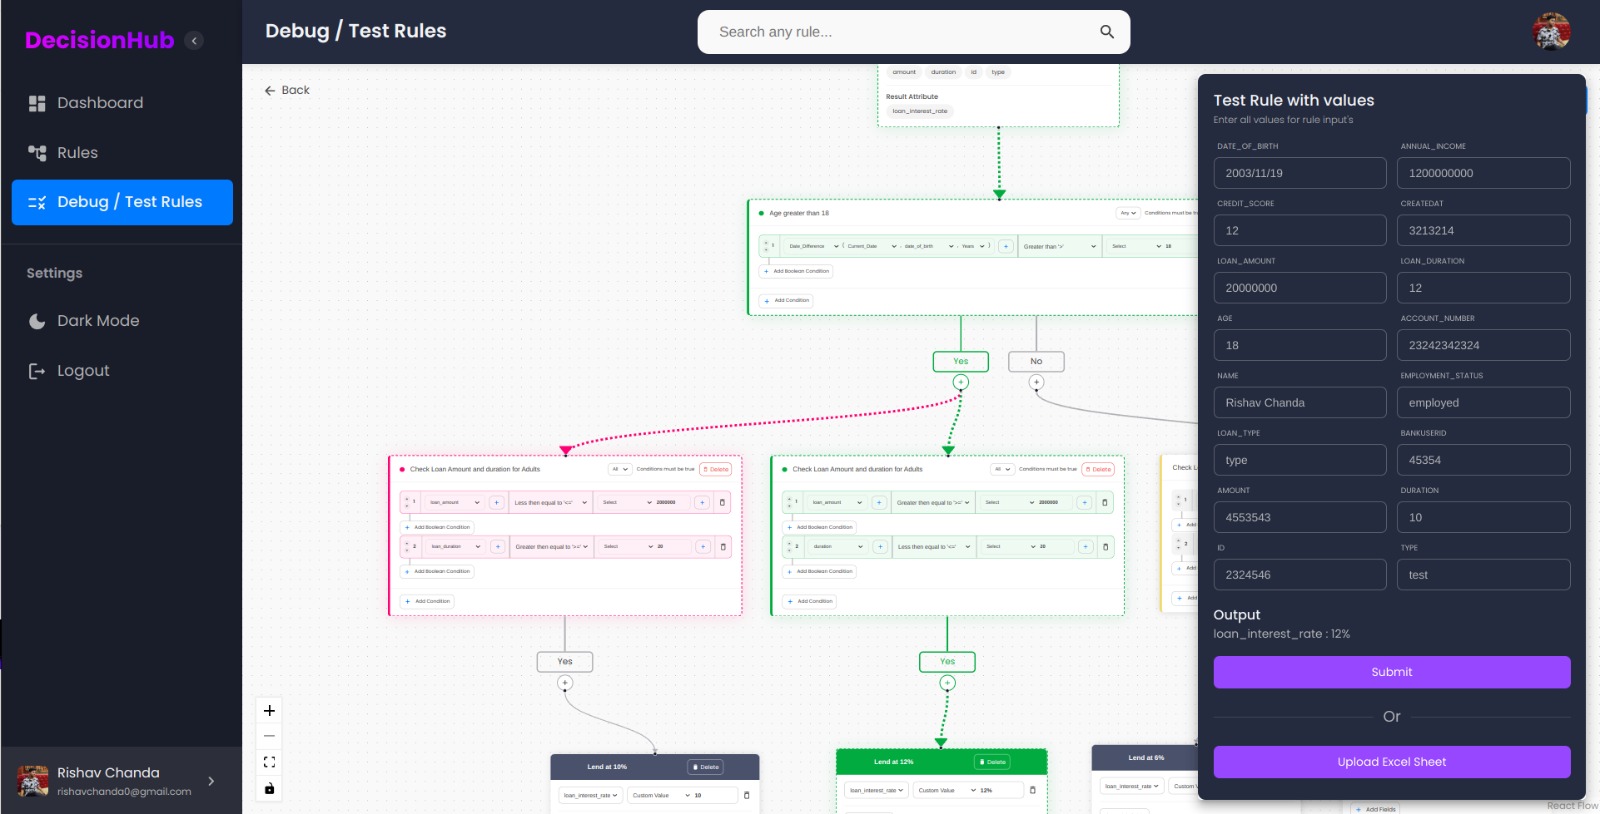 DecisionHub
Dashboard
Rules
Debug / Test Rules
Settings
Dark Mode
Logout
Rishav Chanda
rishavchanda0@gmail.com
Debug / Test Rules
Search any rule...
Back
amount duration id type
Result Attribute
loan_interest_rate
Age greater than 18
Any Conditions must be tru
1 Date_Difference ( Current_Date , date_of_birth , Years ) + Greater than ">" Select 18
+ Add Boolean Condition
+ Add Condition
Yes
No
+
+
Check Loan Amount and duration for Adults
All Conditions must be true Delete
1 loan_amount + Less then equal to "<=" Select 2000000 +
+ Add Boolean Condition
2 loan_duration + Greater then equal to ">=" Select 20 +
+ Add Boolean Condition
+ Add Condition
Yes
+
Check Loan Amount and duration for Adults
All Conditions must be true Delete
1 loan_amount + Greater then equal to ">=" Select 2000000 +
+ Add Boolean Condition
2 duration + Less then equal to "<=" Select 20 +
+ Add Boolean Condition
+ Add Condition
Yes
+
Check L
1
+ Add
2
+ Add
+ Add
Lend at 10% Delete
loan_interest_rate Custom Value 10
Lend at 12% Delete
loan_interest_rate Custom Value 12%
Lend at 6%
loan_interest_rate Custom V
+ Add Fields
React Flow
Test Rule with values
Enter all values for rule input's
DATE_OF_BIRTH ANNUAL_INCOME
2003/11/19 1200000000
CREDIT_SCORE CREATEDAT
12 3213214
LOAN_AMOUNT LOAN_DURATION
20000000 12
AGE ACCOUNT_NUMBER
18 23242342324
NAME EMPLOYMENT_STATUS
Rishav Chanda employed
LOAN_TYPE BANKUSERID
type 45354
AMOUNT DURATION
4553543 10
ID TYPE
2324546 test
Output
loan_interest_rate : 12%
Submit
Or
Upload Excel Sheet